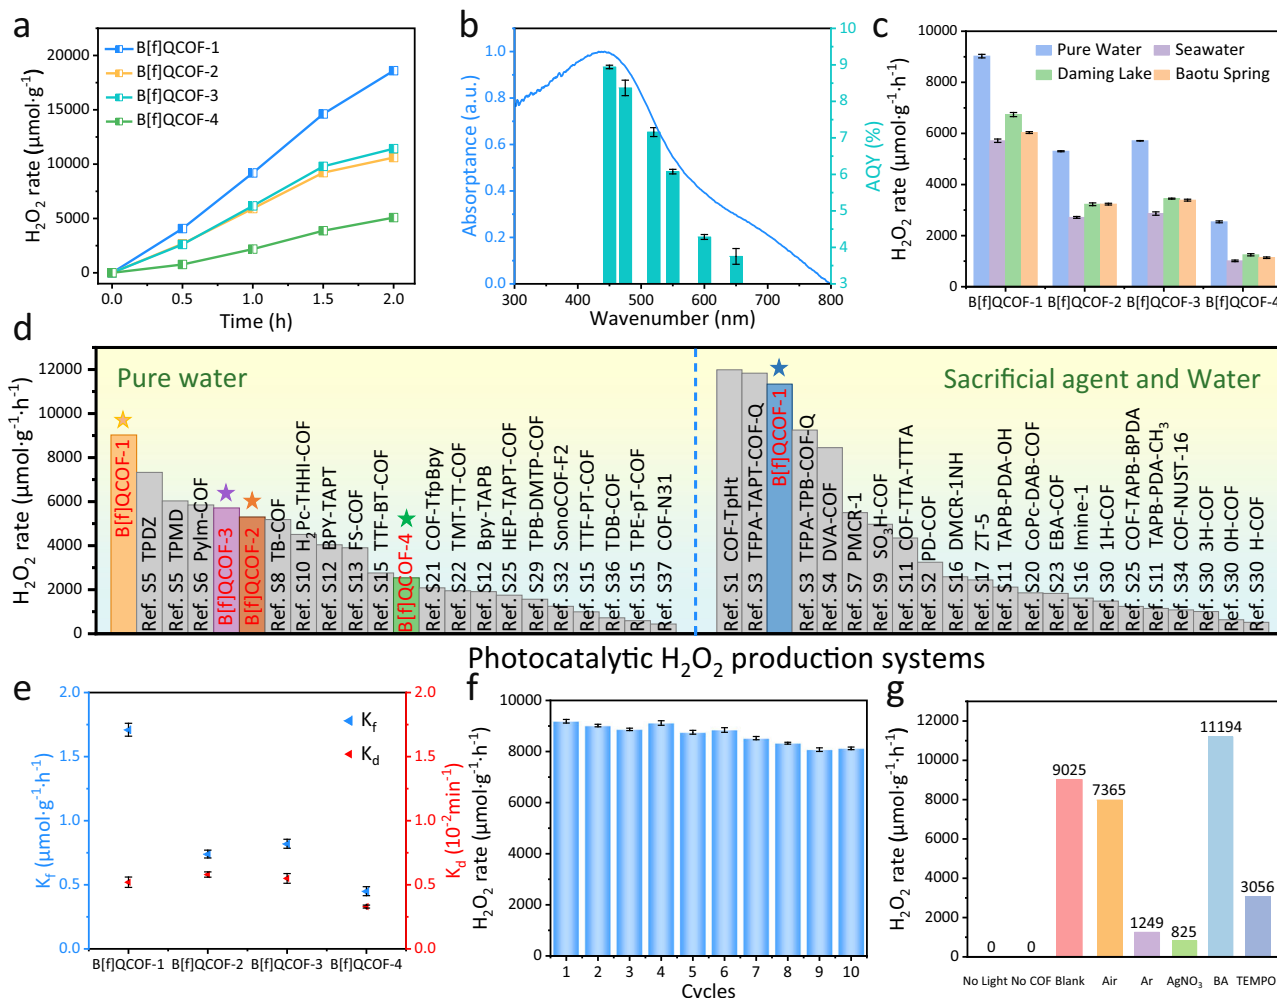 a
H₂O₂ rate (μmol·g⁻¹)
20000
15000
10000
5000
0
B[f]QCOF-1
B[f]QCOF-2
B[f]QCOF-3
B[f]QCOF-4
0.0 0.5 1.0 1.5 2.0
Time (h)
b
Absorptance (a.u.)
1.0
0.8
0.6
0.4
0.2
0.0
AQY (%)
10
9
8
7
6
5
4
3
300 400 500 600 700 800
Wavenumber (nm)
c
H₂O₂ rate (μmol·g⁻¹·h⁻¹)
10000
8000
6000
4000
2000
0
Pure Water
Seawater
Daming Lake
Baotu Spring
B[f]QCOF-1 B[f]QCOF-2 B[f]QCOF-3 B[f]QCOF-4
d
H₂O₂ rate (μmol·g⁻¹·h⁻¹)
12000
10000
8000
6000
4000
2000
0
Pure water
Sacrificial agent and Water
B[f]QCOF-1
Ref. S5 TPDZ
Ref. S5 TPMD
Ref. S6 PyIm-COF
B[f]QCOF-3
B[f]QCOF-2
Ref. S8 TB-COF
Ref. S10 H₂Pc-THHI-COF
Ref. S12 BPY-TAPT
Ref. S13 FS-COF
Ref. S15 TTF-BT-COF
B[f]QCOF-4
Ref. S21 COF-TfpBpy
Ref. S22 TMT-TT-COF
Ref. S12 Bpy-TAPB
Ref. S25 HEP-TAPT-COF
Ref. S29 TPB-DMTP-COF
Ref. S32 SonoCOF-F2
Ref. S15 TTF-PT-COF
Ref. S36 TDB-COF
Ref. S15 TPE-pT-COF
Ref. S37 COF-N31
Ref. S1 COF-TpHt
Ref. S3 TFPA-TAPT-COF-Q
B[f]QCOF-1
Ref. S3 TFPA-TPB-COF-Q
Ref. S4 DVA-COF
Ref. S7 PMCR-1
Ref. S9 SO₃H-COF
Ref. S11 COF-TTA-TTTA
Ref. S2 PD-COF
Ref. S16 DMCR-1NH
Ref. S17 ZT-5
Ref. S11 TAPB-PDA-OH
Ref. S20 CoPc-DAB-COF
Ref. S23 EBA-COF
Ref. S16 Imine-1
Ref. S30 1H-COF
Ref. S25 COF-TAPB-BPDA
Ref. S11 TAPB-PDA-CH₃
Ref. S34 COF-NUST-16
Ref. S30 3H-COF
Ref. S30 0H-COF
Ref. S30 H-COF
Photocatalytic H₂O₂ production systems
e
K_f (μmol·g⁻¹·h⁻¹)
2.0
1.5
1.0
0.5
0.0
K_f
K_d
K_d (10⁻²min⁻¹)
2.0
1.5
1.0
0.5
0.0
B[f]QCOF-1 B[f]QCOF-2 B[f]QCOF-3 B[f]QCOF-4
f
H₂O₂ rate (μmol·g⁻¹·h⁻¹)
10000
8000
6000
4000
2000
0
1 2 3 4 5 6 7 8 9 10
Cycles
g
H₂O₂ rate (μmol·g⁻¹·h⁻¹)
12000
10000
8000
6000
4000
2000
0
0
0
9025
7365
1249
825
11194
3056
No Light No COF Blank Air Ar AgNO₃ BA TEMPO